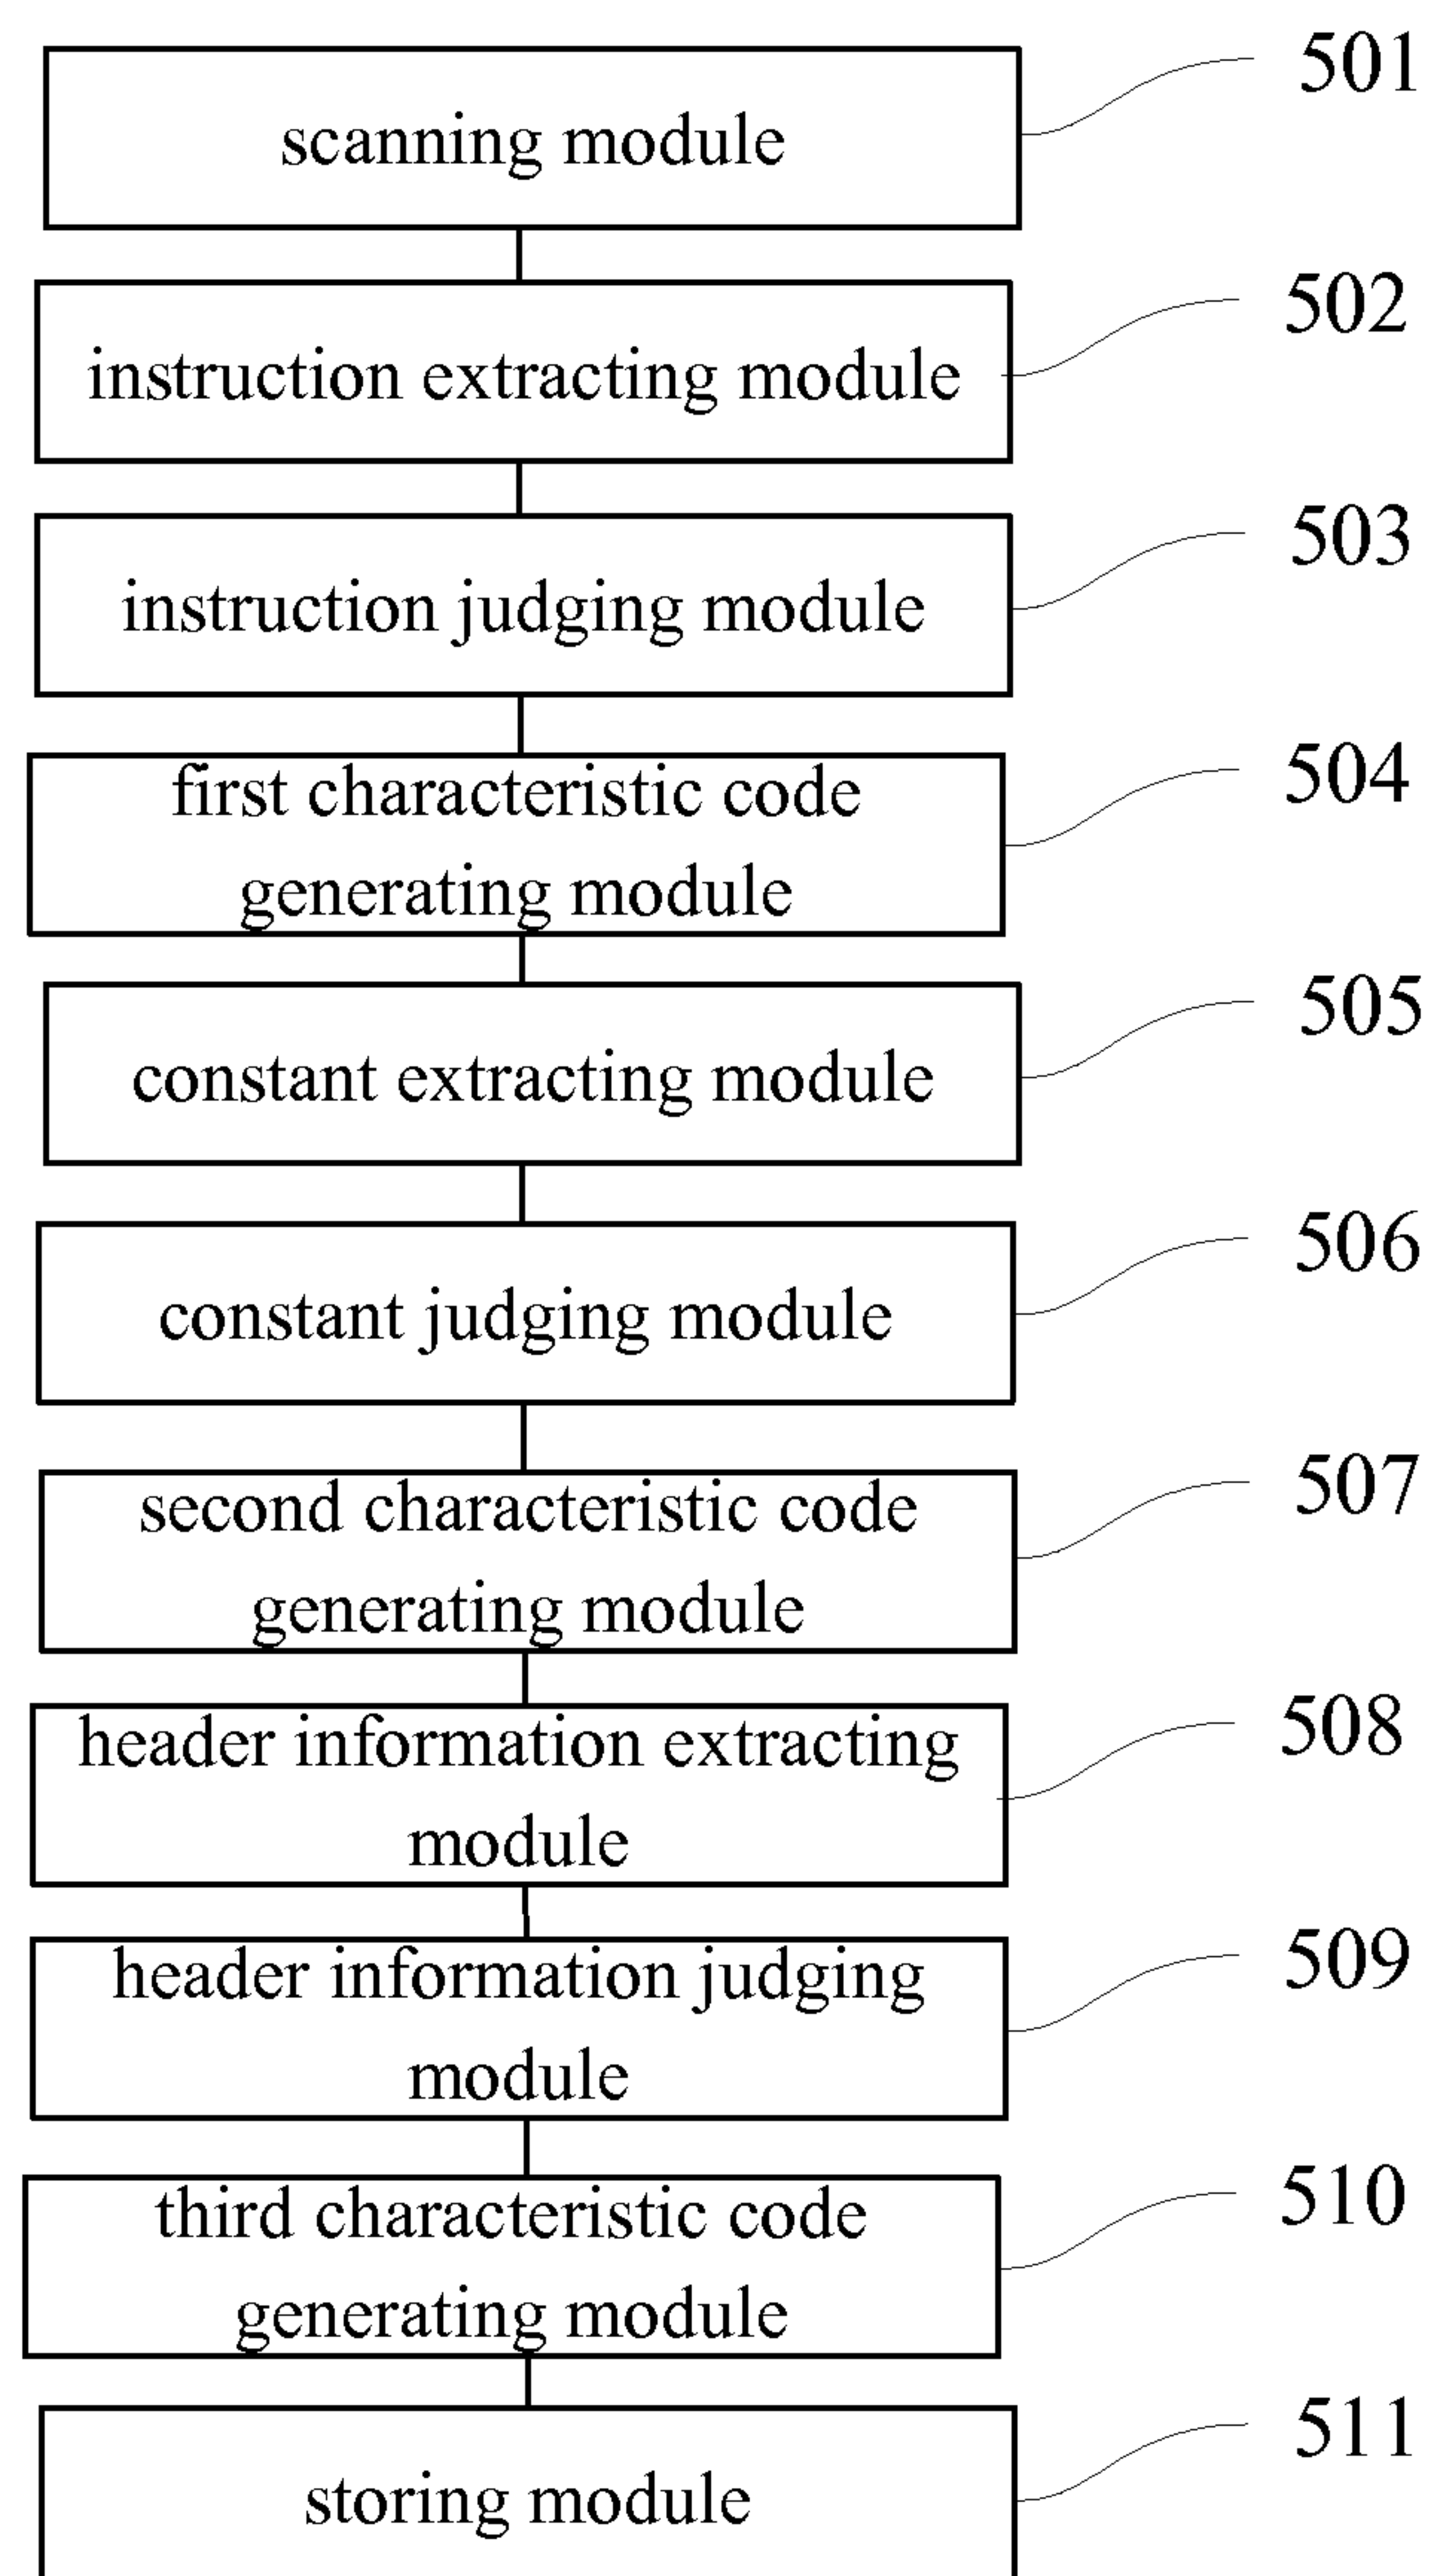 scanning module
501
instruction extracting module
502
instruction judging module
503
first characteristic code
generating module
504
constant extracting module
505
constant judging module
506
second characteristic code
generating module
507
header information extracting
module
508
header information judging
module
509
third characteristic code
generating module
510
storing module
511